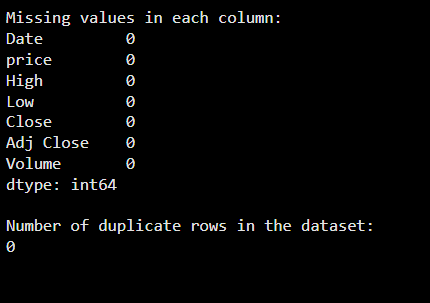 Missing values in each column:
Date         0
price        0
High         0
Low          0
Close        0
Adj Close    0
Volume       0
dtype: int64

Number of duplicate rows in the dataset:
0